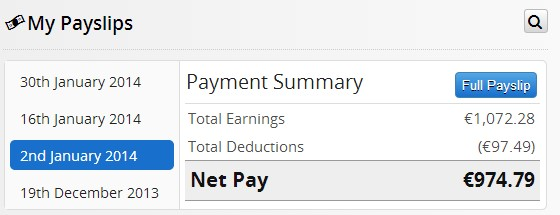 My Payslips
30th January 2014
16th January 2014
2nd January 2014
19th December 2013
Payment Summary
Full Payslip
Total Earnings €1,072.28
Total Deductions (€97.49)
Net Pay €974.79